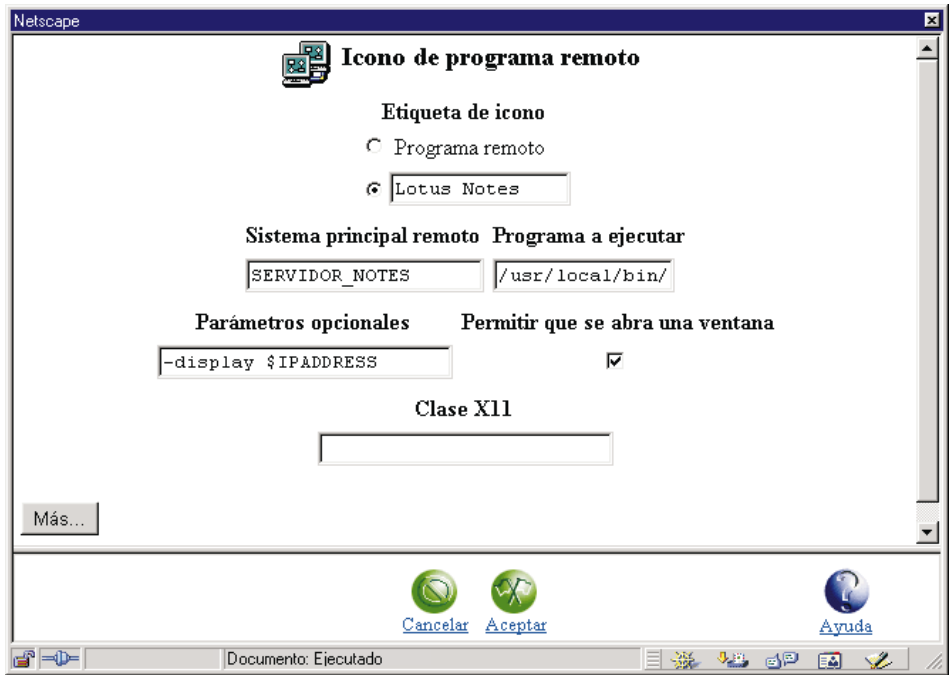 Netscape
Icono de programa remoto
Etiqueta de icono
Programa remoto
Lotus Notes
Sistema principal remoto Programa a ejecutar
SERVIDOR_NOTES /usr/local/bin/
Parámetros opcionales Permitir que se abra una ventana
-display $IPADDRESS
Clase X11
Más...
Cancelar Aceptar Ayuda
Documento: Ejecutado